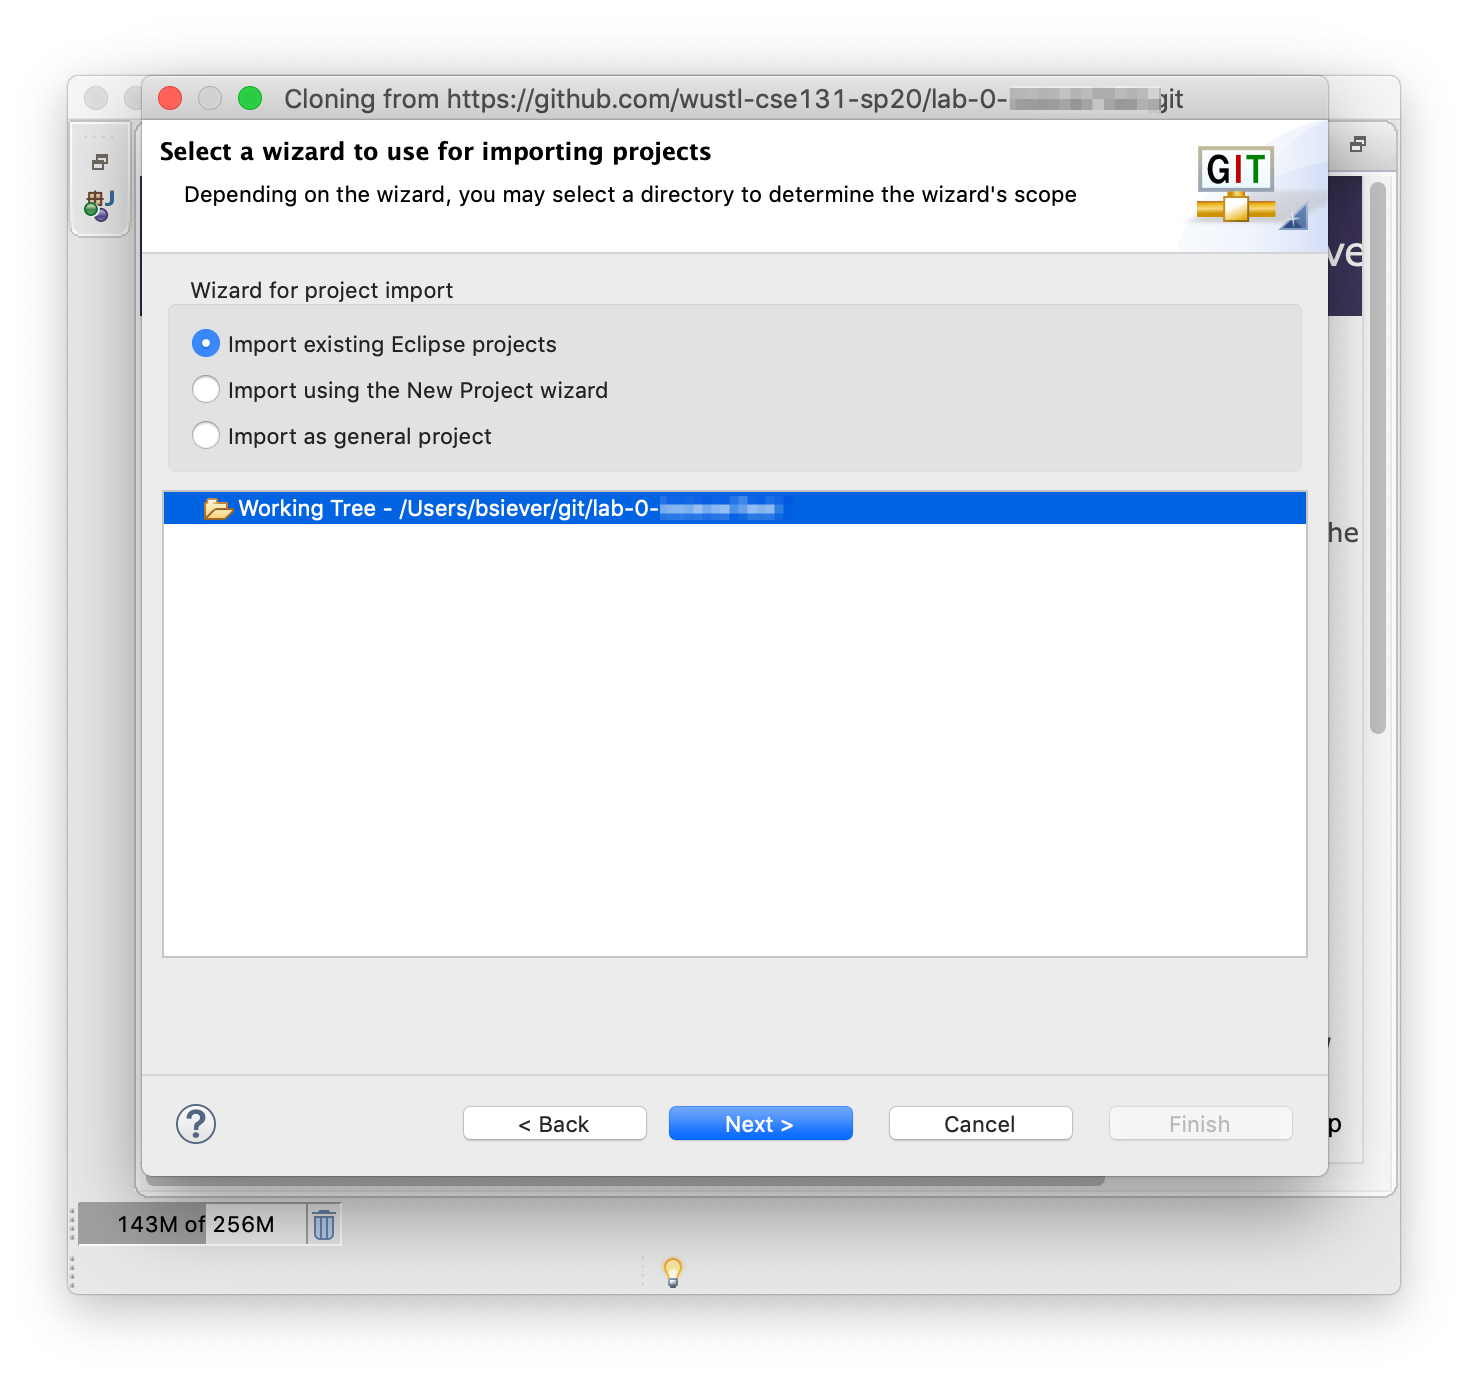 Cloning from https://github.com/wustl-cse131-sp20/lab-0- git
Select a wizard to use for importing projects
Depending on the wizard, you may select a directory to determine the wizard's scope
GIT
J
ve
Wizard for project import
Import existing Eclipse projects
Import using the New Project wizard
Import as general project
Working Tree - /Users/bsiever/git/lab-0-
he
?
< Back
Next >
Cancel
Finish
p
143M of 256M